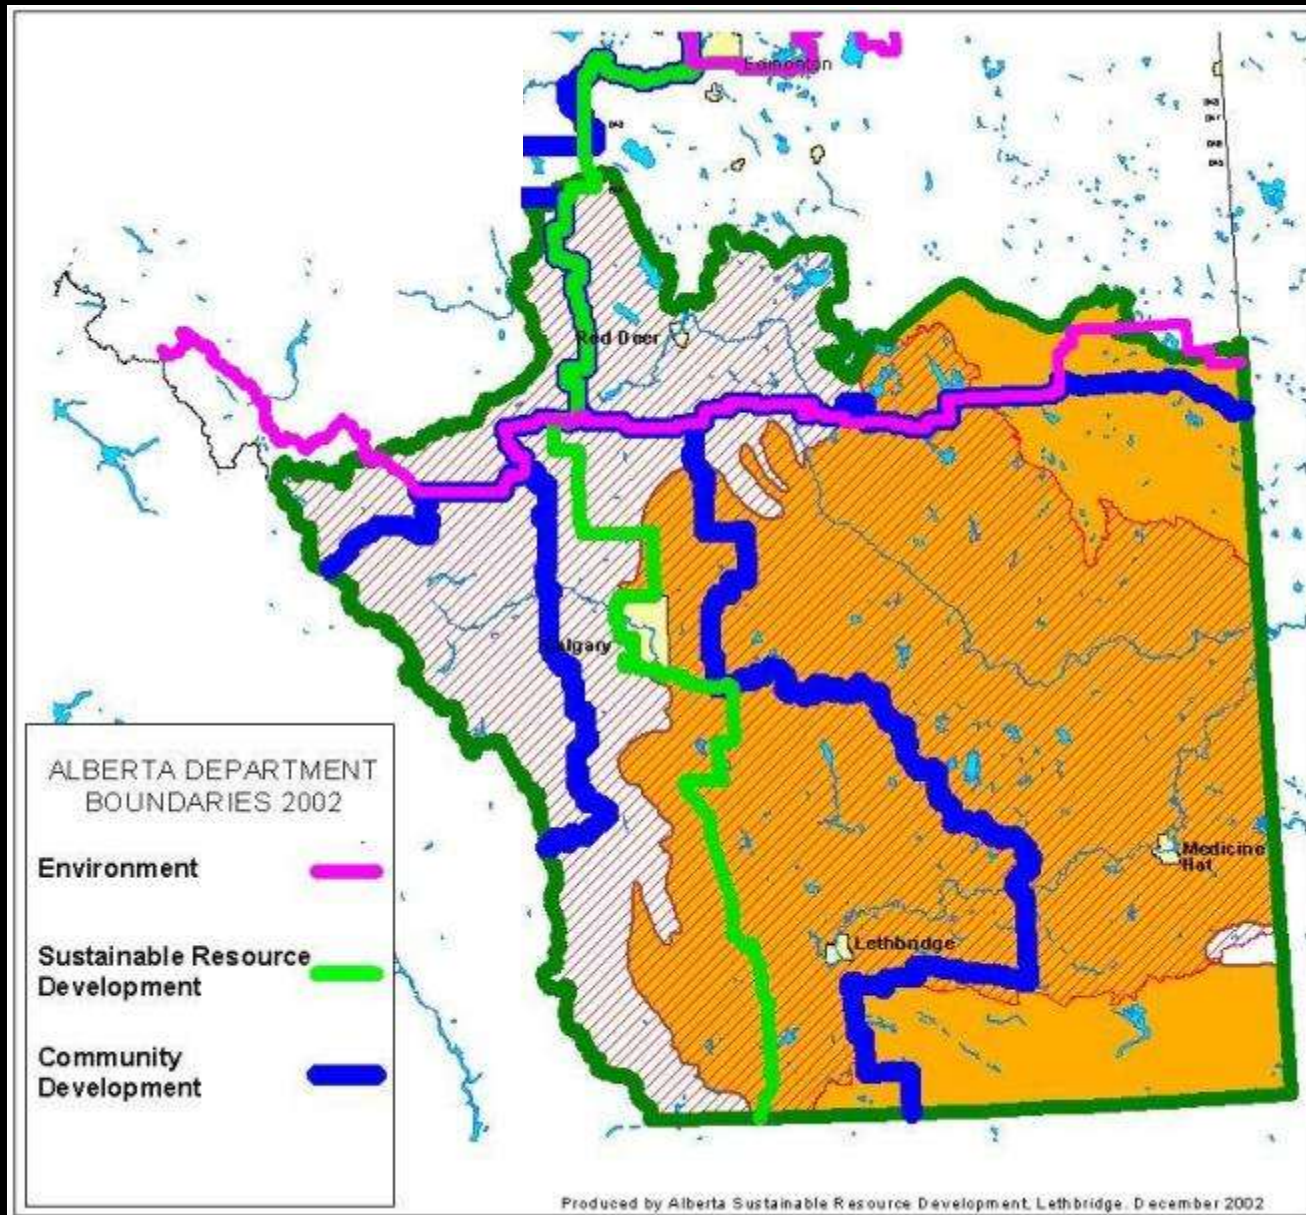 Edmonton
Red Deer
Calgary
Medicine
Hat
Lethbridge
ALBERTA DEPARTMENT
BOUNDARIES 2002
Environment
Sustainable Resource
Development
Community
Development
Produced by Alberta Sustainable Resource Development, Lethbridge. December 2002